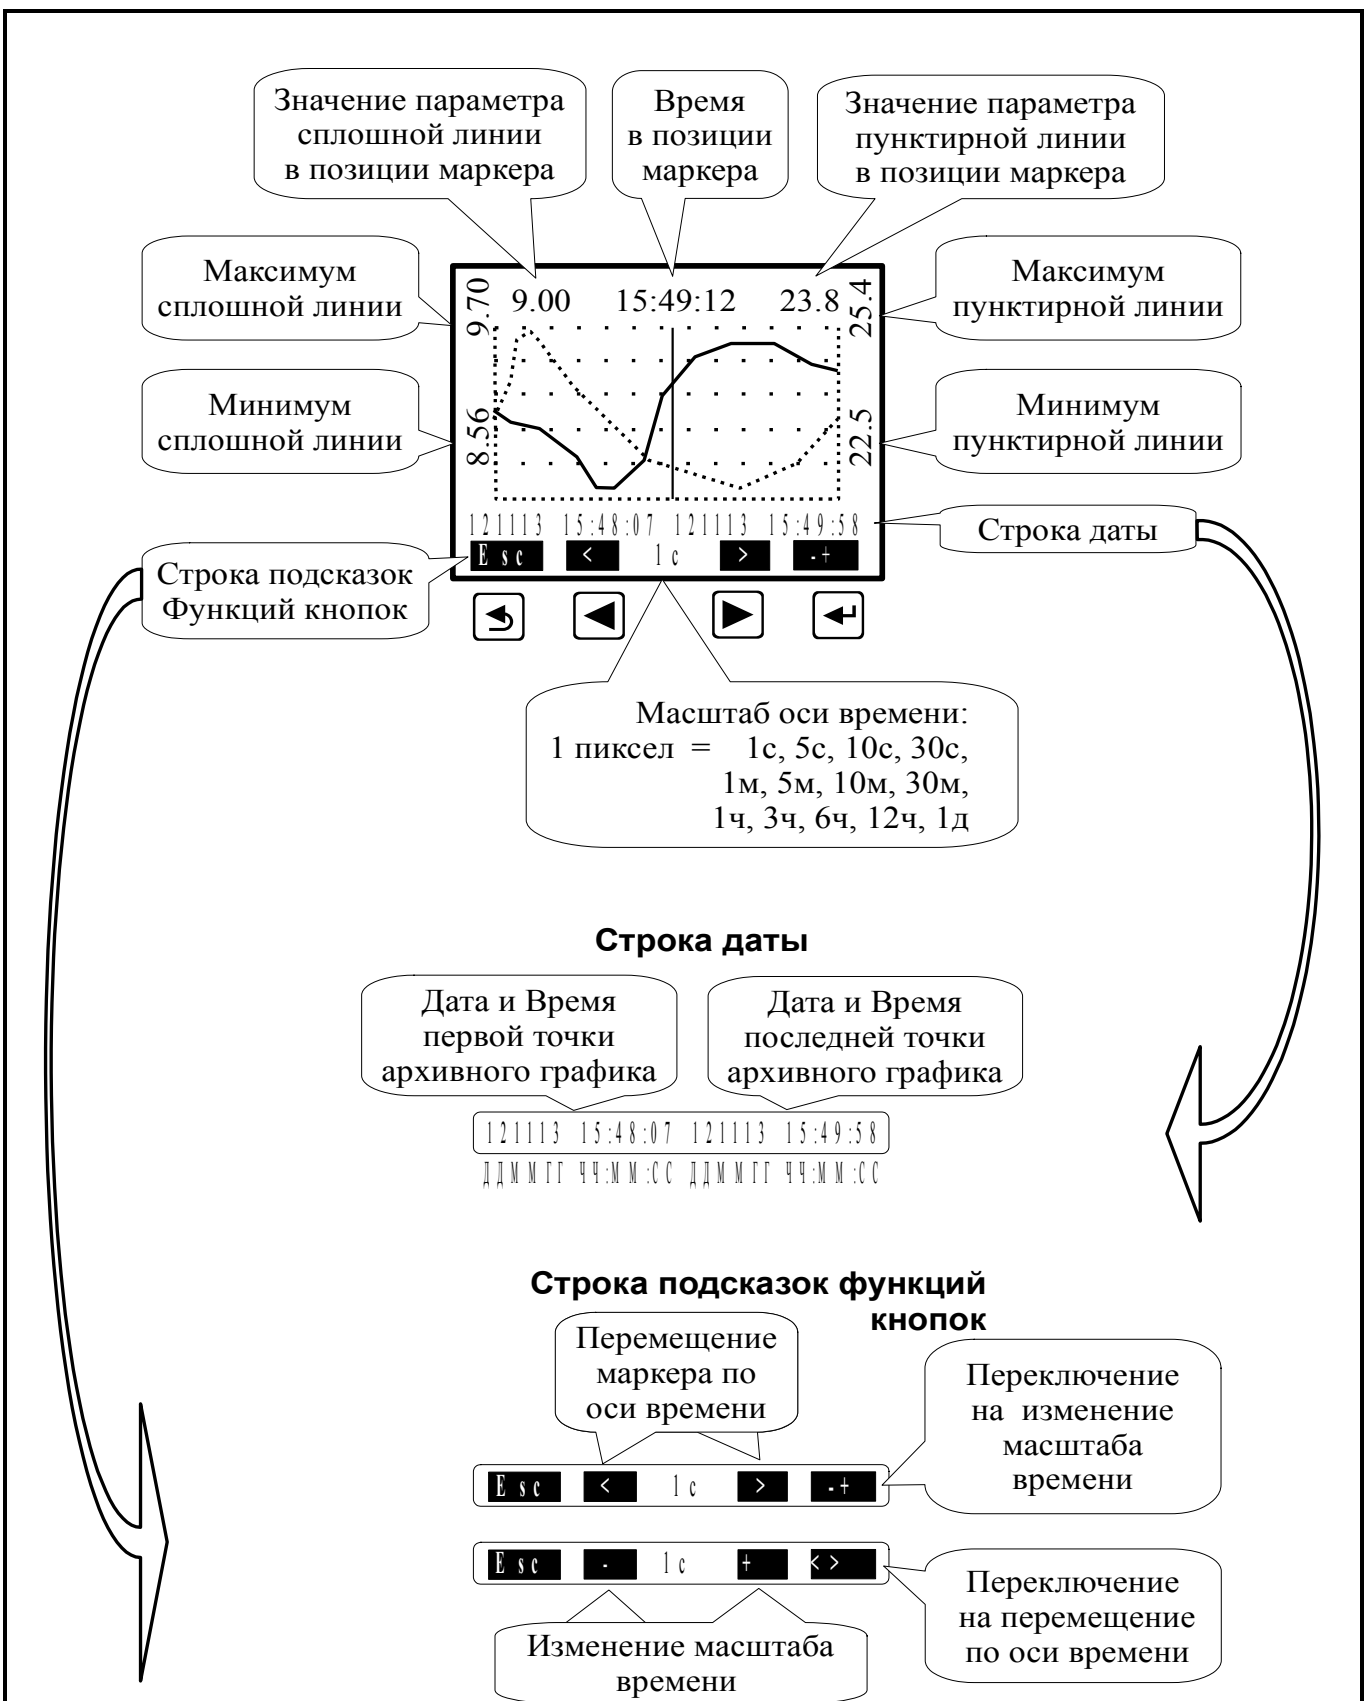 Значение параметра
сплошной линии
в позиции маркера
Время
в позиции
маркера
Значение параметра
пунктирной линии
в позиции маркера
Максимум
сплошной линии
Минимум
сплошной линии
9.70
8.56
9.00 15:49:12 23.8
25.4
22.5
Максимум
пунктирной линии
Минимум
пунктирной линии
121113 15:48:07 121113 15:49:58
Esc < 1с > -+
Строка даты
Строка подсказок
Функций кнопок
Масштаб оси времени:
1 пиксел = 1с, 5с, 10с, 30с,
1м, 5м, 10м, 30м,
1ч, 3ч, 6ч, 12ч, 1д
Строка даты
Дата и Время
первой точки
архивного графика
Дата и Время
последней точки
архивного графика
121113 15:48:07 121113 15:49:58
ДДММГГ ЧЧ:ММ:СС ДДММГГ ЧЧ:ММ:СС
Строка подсказок функций
кнопок
Перемещение
маркера по
оси времени
Переключение
на изменение
масштаба
времени
Esc < 1с > -+
Esc - 1с + <>
Переключение
на перемещение
по оси времени
Изменение масштаба
времени